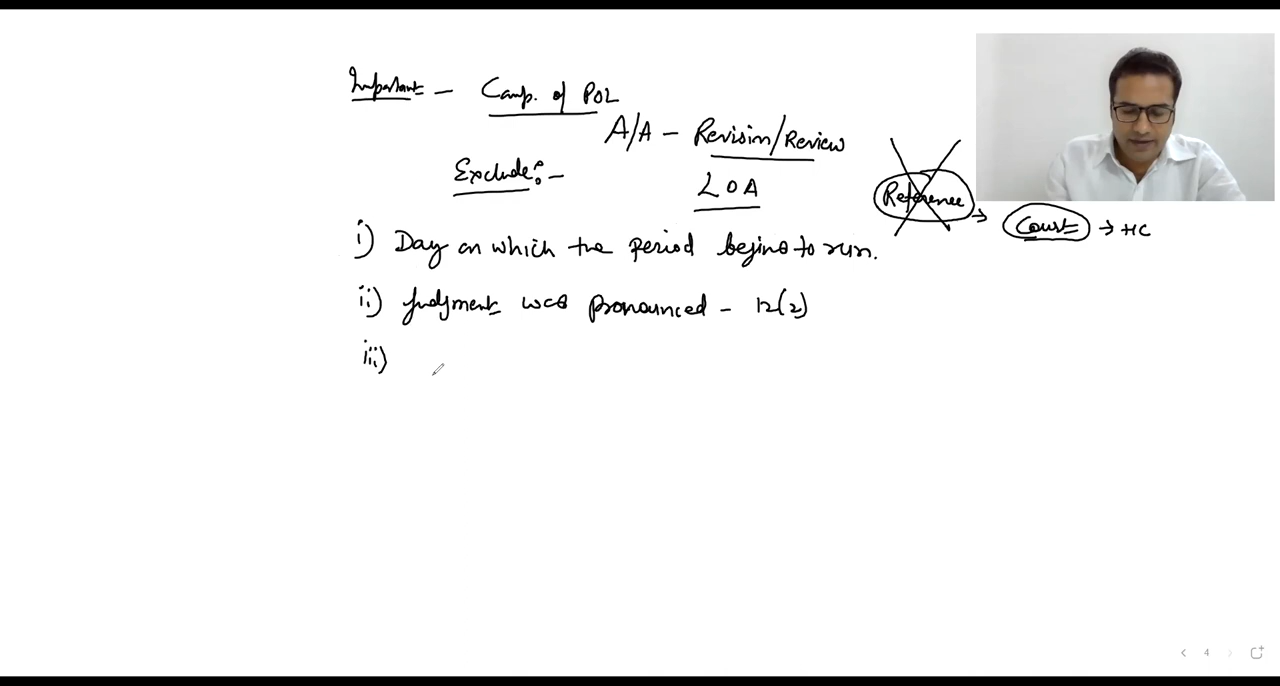 Important :- Comp. of POL
A/A - Revision/Review
Exclude :-
LOA
Reference → Court → HC
i) Day on which the period begins to run.
ii) Judgment was pronounced - 12(2)
iii)
4